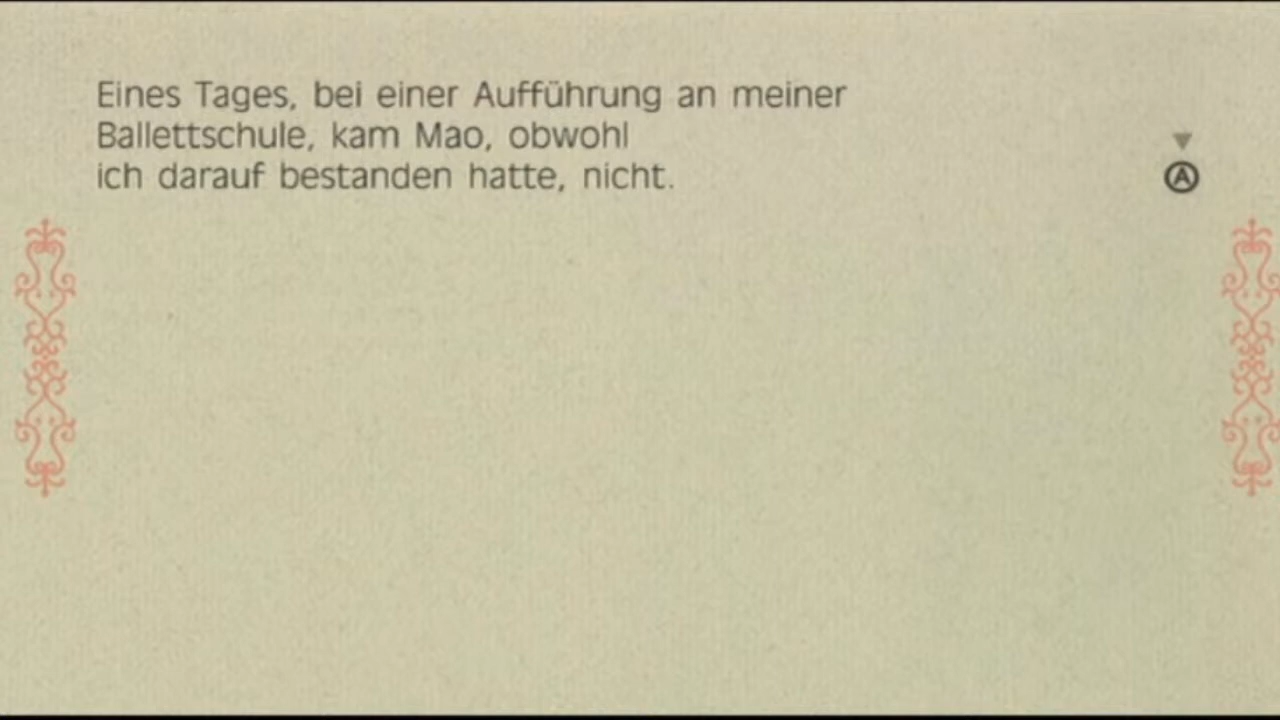 Eines Tages, bei einer Aufführung an meiner
Ballettschule, kam Mao, obwohl
ich darauf bestanden hatte, nicht.
A